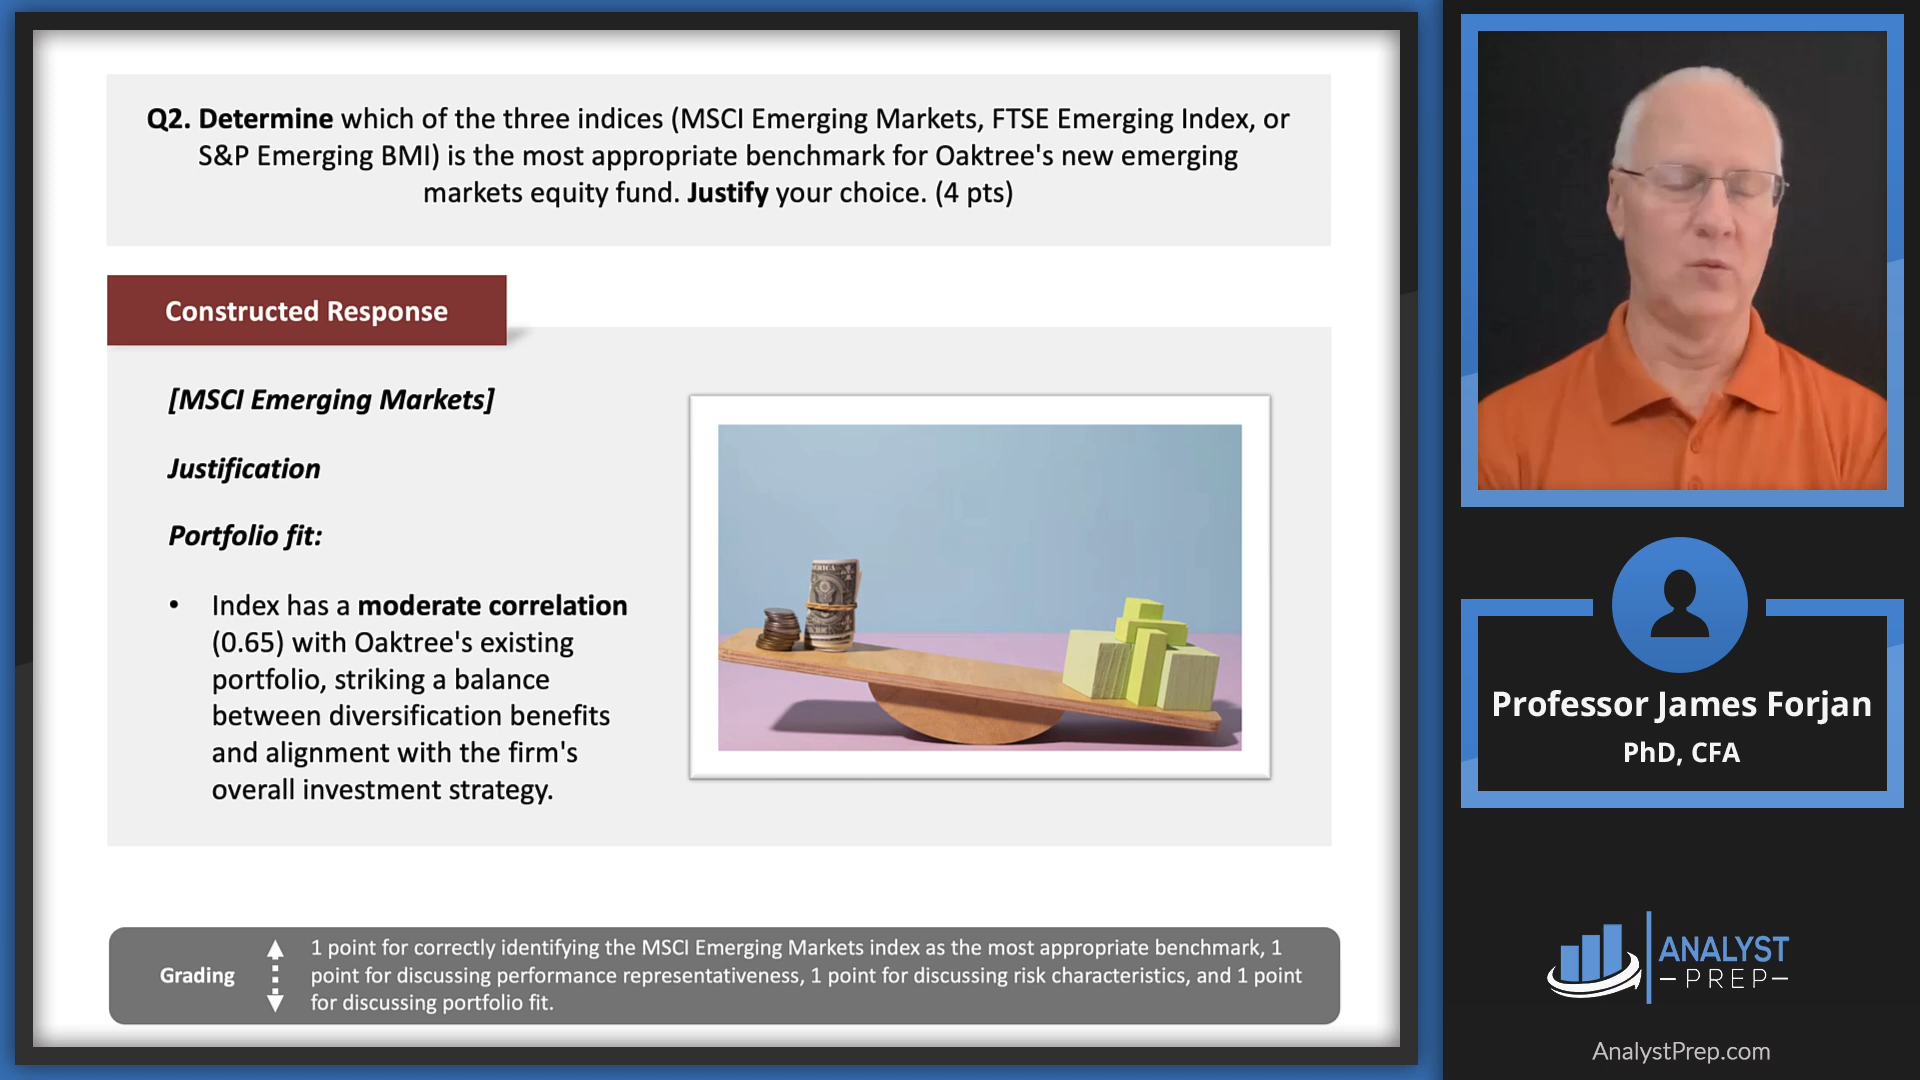 Q2. Determine which of the three indices (MSCI Emerging Markets, FTSE Emerging Index, or
S&P Emerging BMI) is the most appropriate benchmark for Oaktree's new emerging
markets equity fund. Justify your choice. (4 pts)
Constructed Response
[MSCI Emerging Markets]
Justification
Portfolio fit:
• Index has a moderate correlation
(0.65) with Oaktree's existing
portfolio, striking a balance
between diversification benefits
and alignment with the firm's
overall investment strategy.
Grading
1 point for correctly identifying the MSCI Emerging Markets index as the most appropriate benchmark, 1
point for discussing performance representativeness, 1 point for discussing risk characteristics, and 1 point
for discussing portfolio fit.
Professor James Forjan
PhD, CFA
ANALYST
PREP
AnalystPrep.com